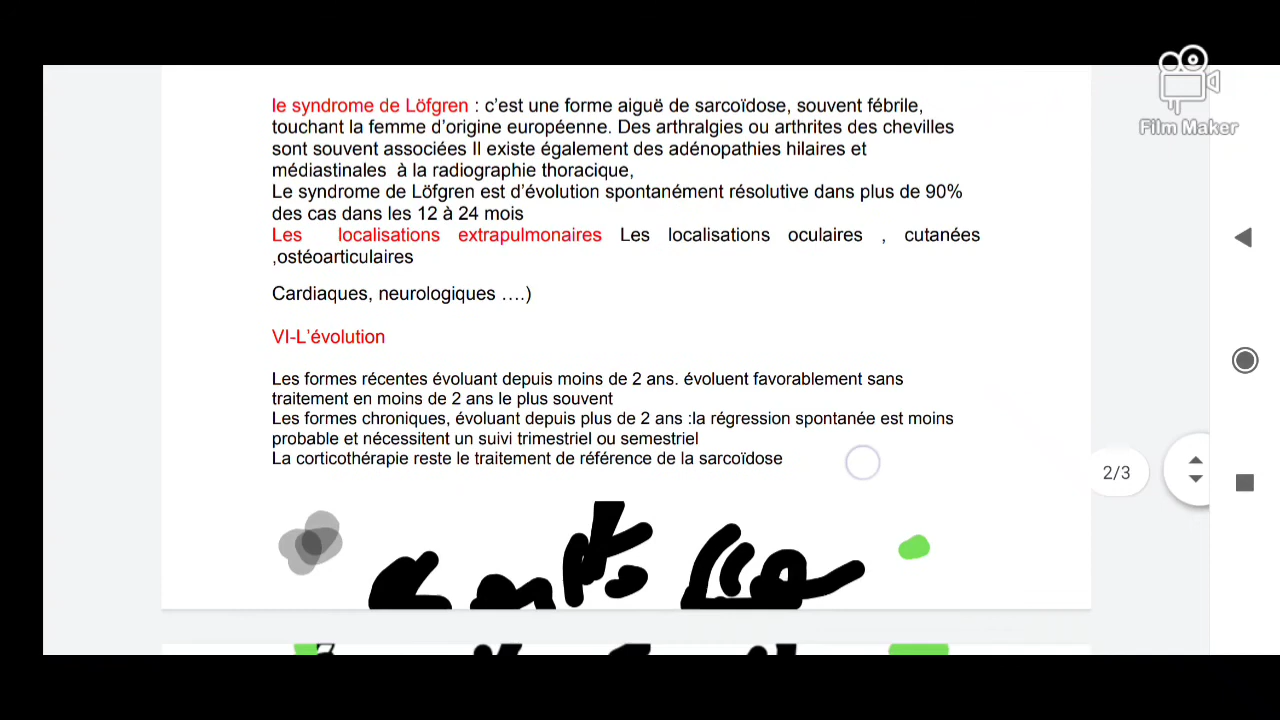 Film Maker
le syndrome de Löfgren : c’est une forme aiguë de sarcoïdose, souvent fébrile,
touchant la femme d’origine européenne. Des arthralgies ou arthrites des chevilles
sont souvent associées Il existe également des adénopathies hilaires et
médiastinales à la radiographie thoracique,
Le syndrome de Löfgren est d’évolution spontanément résolutive dans plus de 90%
des cas dans les 12 à 24 mois
Les localisations extrapulmonaires Les localisations oculaires , cutanées
,ostéoarticulaires
Cardiaques, neurologiques ….)
VI-L’évolution
Les formes récentes évoluant depuis moins de 2 ans. évoluent favorablement sans
traitement en moins de 2 ans le plus souvent
Les formes chroniques, évoluant depuis plus de 2 ans :la régression spontanée est moins
probable et nécessitent un suivi trimestriel ou semestriel
La corticothérapie reste le traitement de référence de la sarcoïdose
2/3